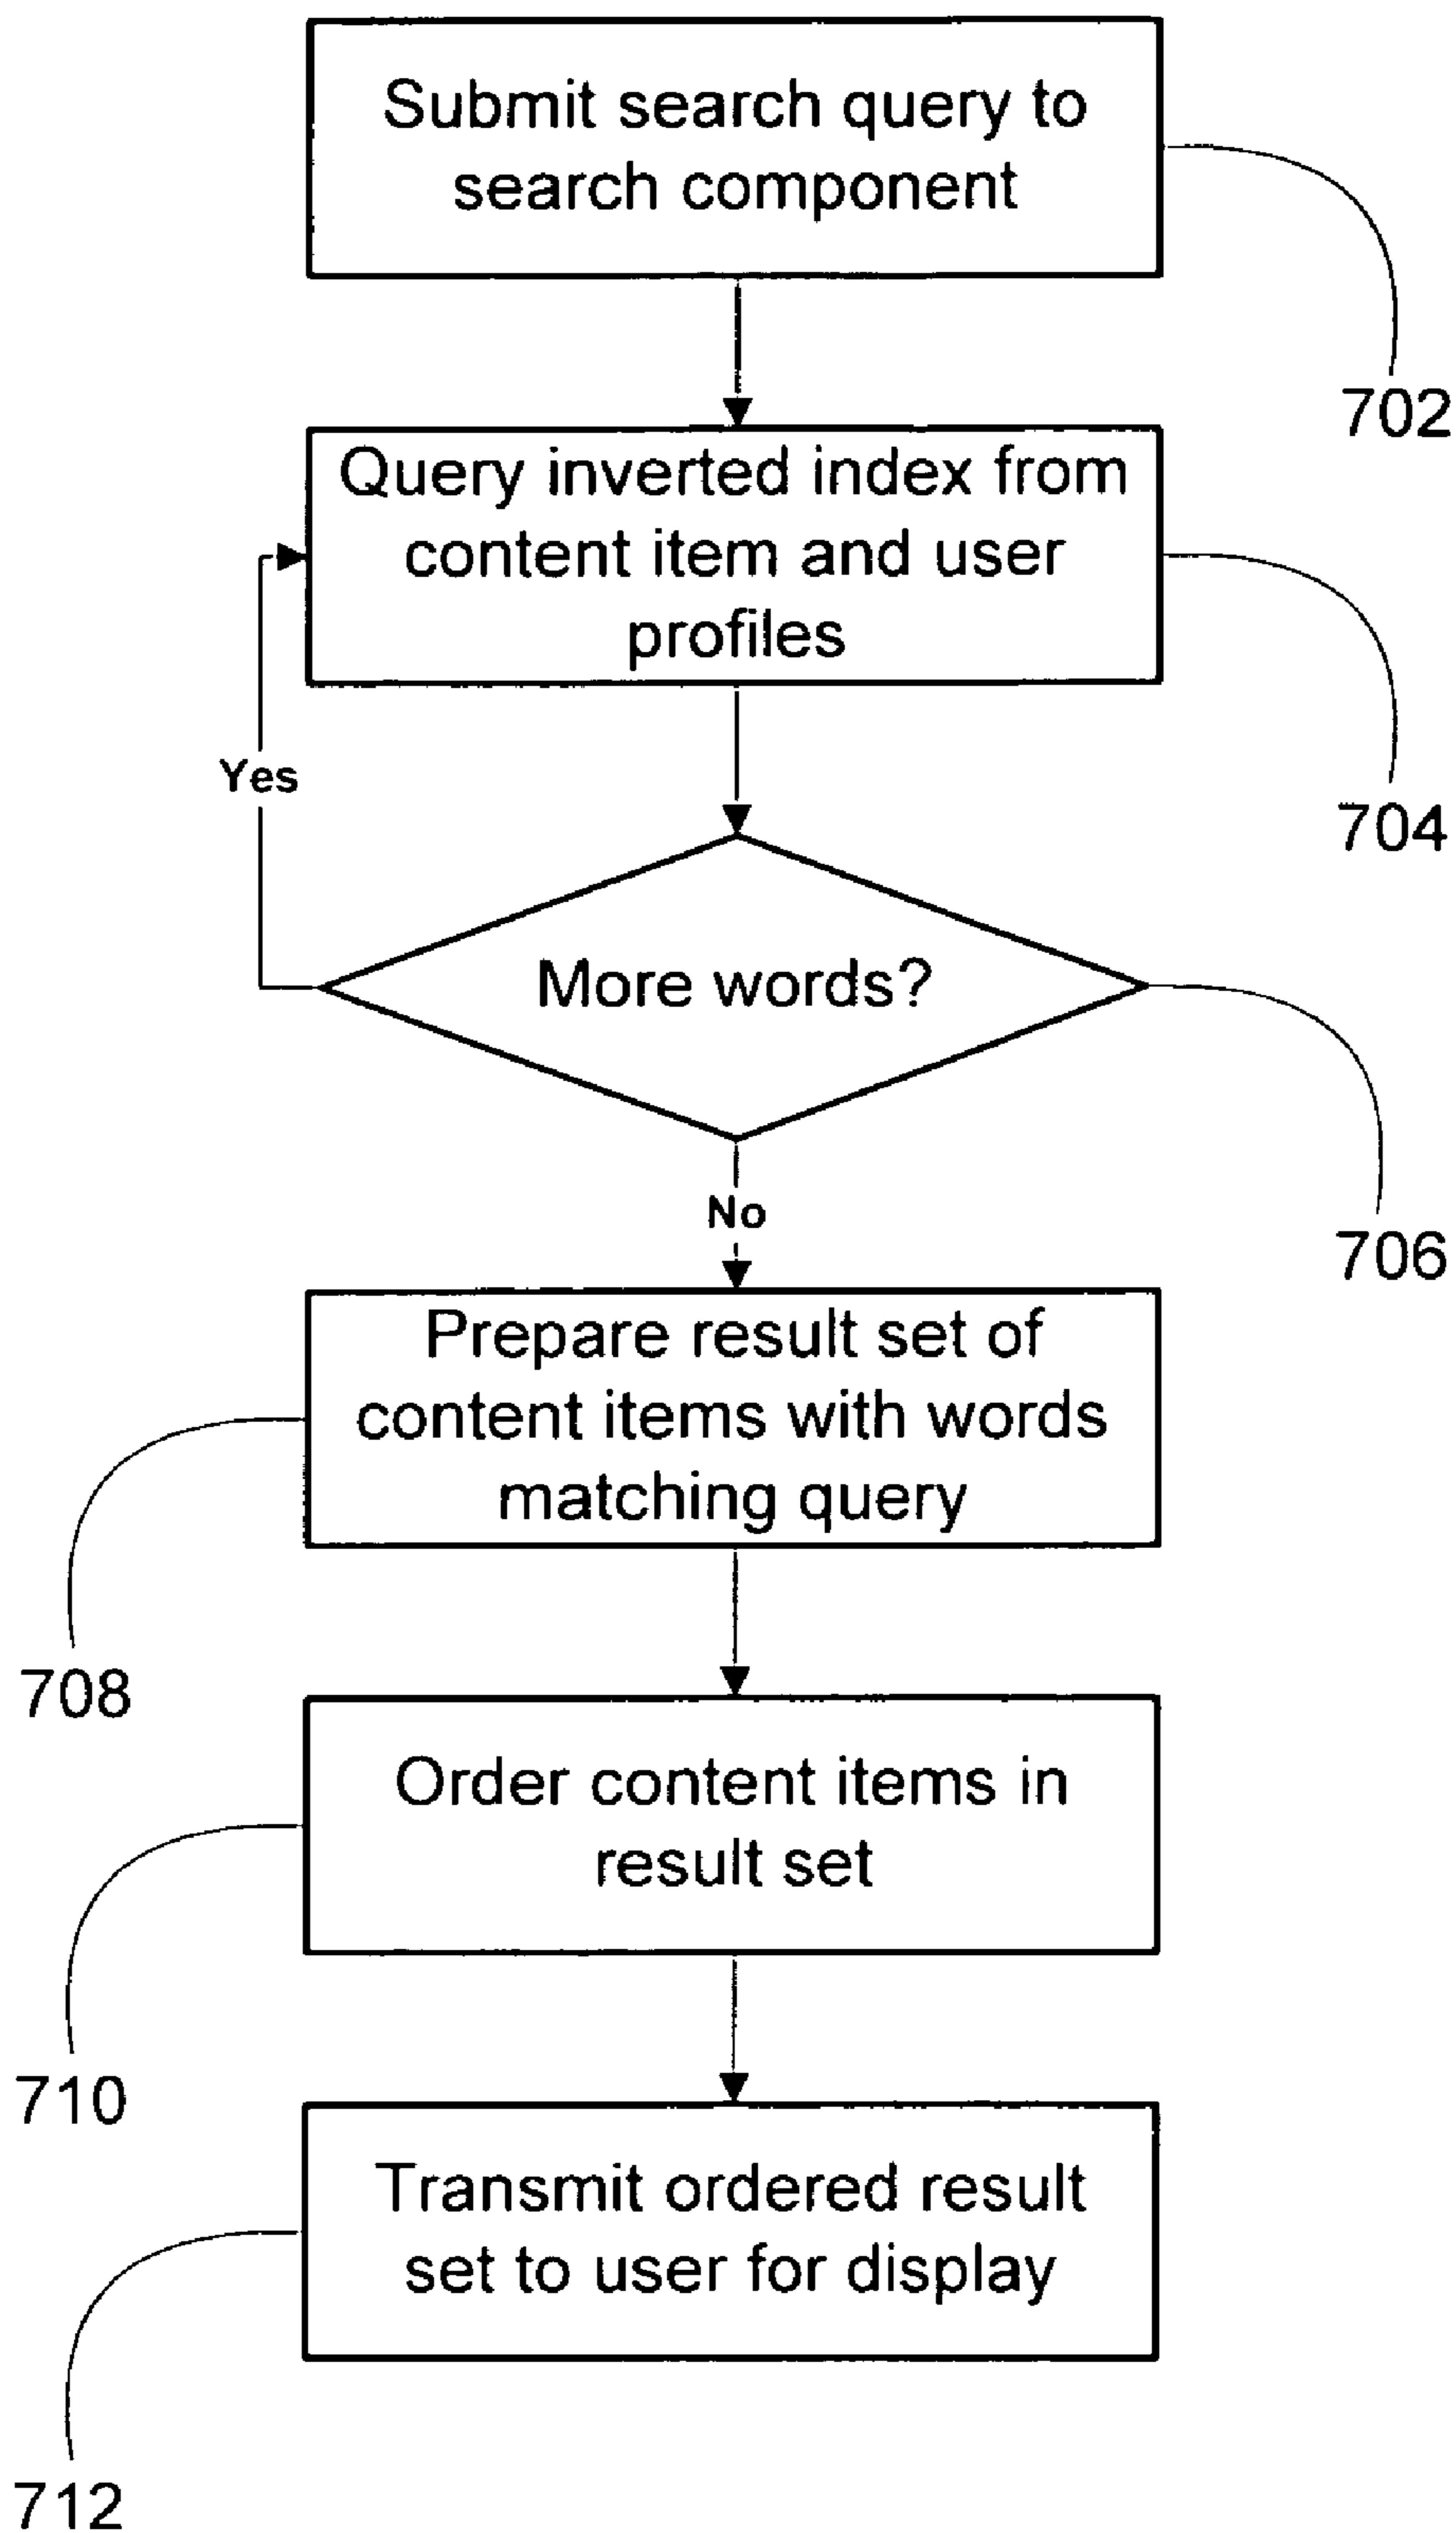 Submit search query to
search component
702
Query inverted index from
content item and user
profiles
704
Yes
More words?
706
No
Prepare result set of
content items with words
matching query
708
Order content items in
result set
710
Transmit ordered result
set to user for display
712